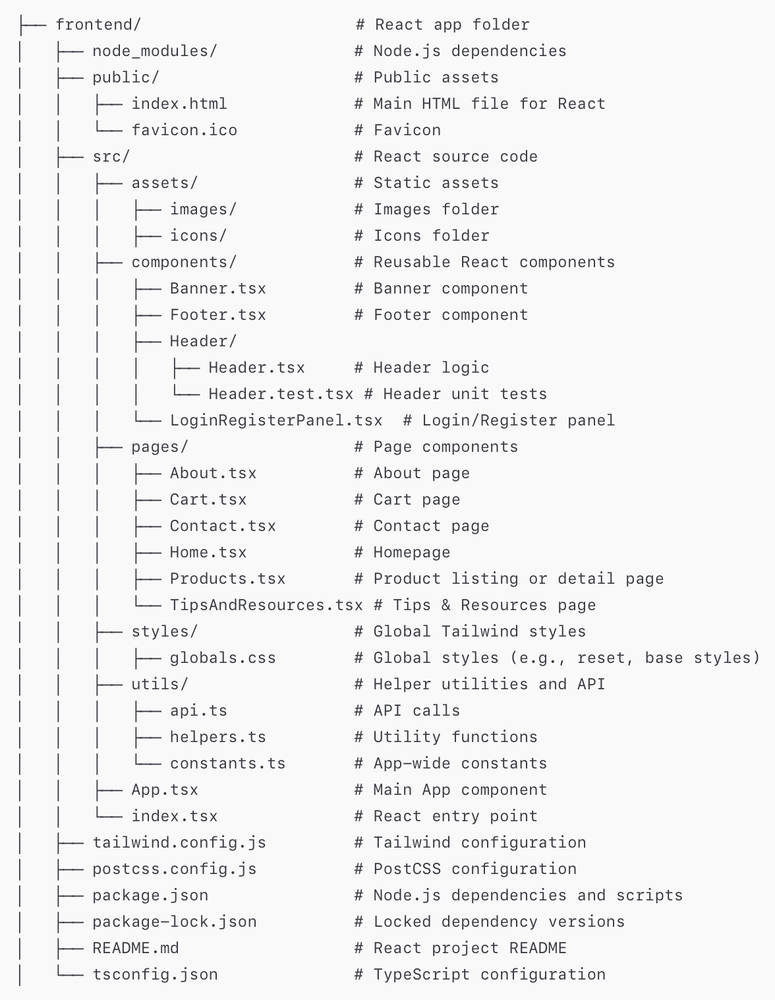 ├── frontend/                      # React app folder
│   ├── node_modules/              # Node.js dependencies
│   ├── public/                    # Public assets
│   │   ├── index.html             # Main HTML file for React
│   │   └── favicon.ico            # Favicon
│   ├── src/                       # React source code
│   │   ├── assets/                # Static assets
│   │   │   ├── images/            # Images folder
│   │   │   ├── icons/             # Icons folder
│   │   ├── components/            # Reusable React components
│   │   │   ├── Banner.tsx         # Banner component
│   │   │   ├── Footer.tsx         # Footer component
│   │   │   ├── Header/
│   │   │   │   ├── Header.tsx     # Header logic
│   │   │   │   └── Header.test.tsx # Header unit tests
│   │   │   └── LoginRegisterPanel.tsx  # Login/Register panel
│   │   ├── pages/                 # Page components
│   │   │   ├── About.tsx          # About page
│   │   │   ├── Cart.tsx           # Cart page
│   │   │   ├── Contact.tsx        # Contact page
│   │   │   ├── Home.tsx           # Homepage
│   │   │   ├── Products.tsx       # Product listing or detail page
│   │   │   └── TipsAndResources.tsx # Tips & Resources page
│   │   ├── styles/                # Global Tailwind styles
│   │   │   ├── globals.css        # Global styles (e.g., reset, base styles)
│   │   ├── utils/                 # Helper utilities and API
│   │   │   ├── api.ts             # API calls
│   │   │   ├── helpers.ts         # Utility functions
│   │   │   └── constants.ts       # App-wide constants
│   │   ├── App.tsx                # Main App component
│   │   └── index.tsx              # React entry point
│   ├── tailwind.config.js         # Tailwind configuration
│   ├── postcss.config.js          # PostCSS configuration
│   ├── package.json               # Node.js dependencies and scripts
│   ├── package-lock.json          # Locked dependency versions
│   ├── README.md                  # React project README
│   └── tsconfig.json              # TypeScript configuration